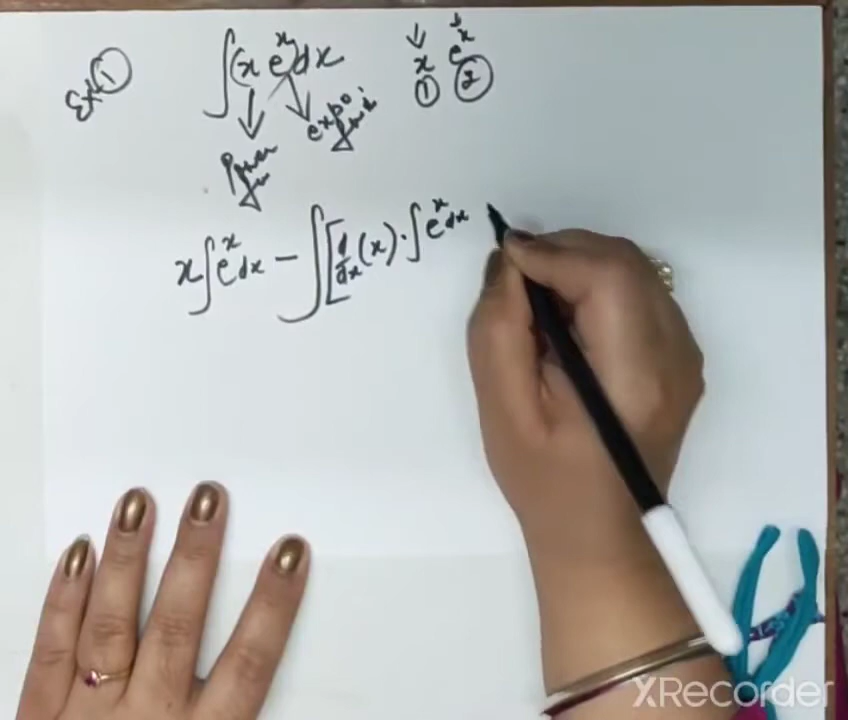 Ex ① ∫(x eˣ)dx x eˣ
① ②
expo
x∫eˣdx − ∫[d/dx (x) · ∫eˣdx
XRecorder